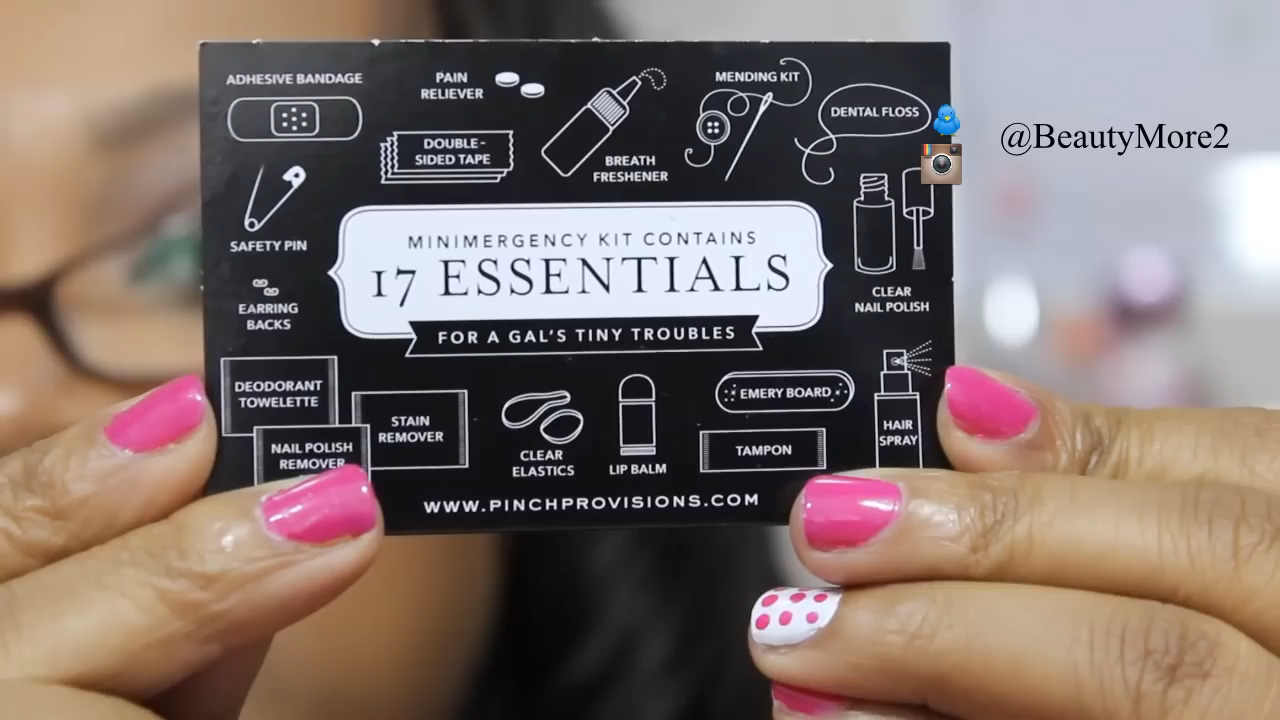 ADHESIVE BANDAGE
PAIN
RELIEVER
MENDING KIT
DENTAL FLOSS
@BeautyMore2
DOUBLE-
SIDED TAPE
BREATH
FRESHENER
SAFETY PIN
MINIMERGENCY KIT CONTAINS
17 ESSENTIALS
FOR A GAL'S TINY TROUBLES
EARRING
BACKS
CLEAR
NAIL POLISH
DEODORANT
TOWELETTE
STAIN
REMOVER
NAIL POLISH
REMOVER
CLEAR
ELASTICS
LIP BALM
EMERY BOARD
TAMPON
HAIR
SPRAY
WWW.PINCHPROVISIONS.COM